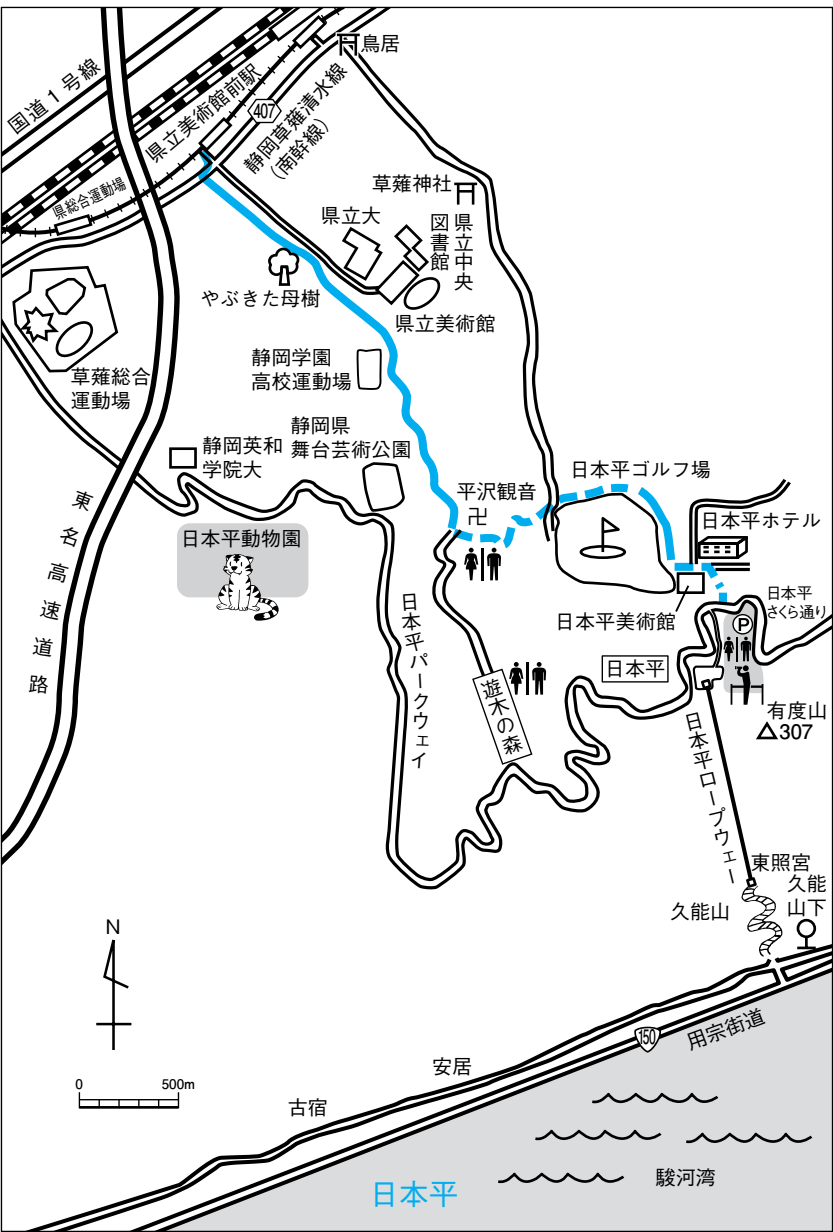 鳥居
国道1号線
県立美術館前駅
407
静岡草薙清水線
(南幹線)
県総合運動場
草薙神社
県立大
県立中央
図書館
やぶきた母樹
県立美術館
静岡学園
高校運動場
草薙総合
運動場
静岡県
舞台芸術公園
静岡英和
学院大
平沢観音
卍
日本平ゴルフ場
日本平ホテル
東名高速道路
日本平動物園
日本平パークウェイ
日本平美術館
日本平
さくら通り
P
日本平
遊木の森
有度山
△307
日本平ロープウェー
東照宮
久能山
久能
山下
N
150
用宗街道
0 500m
安居
古宿
駿河湾
日本平